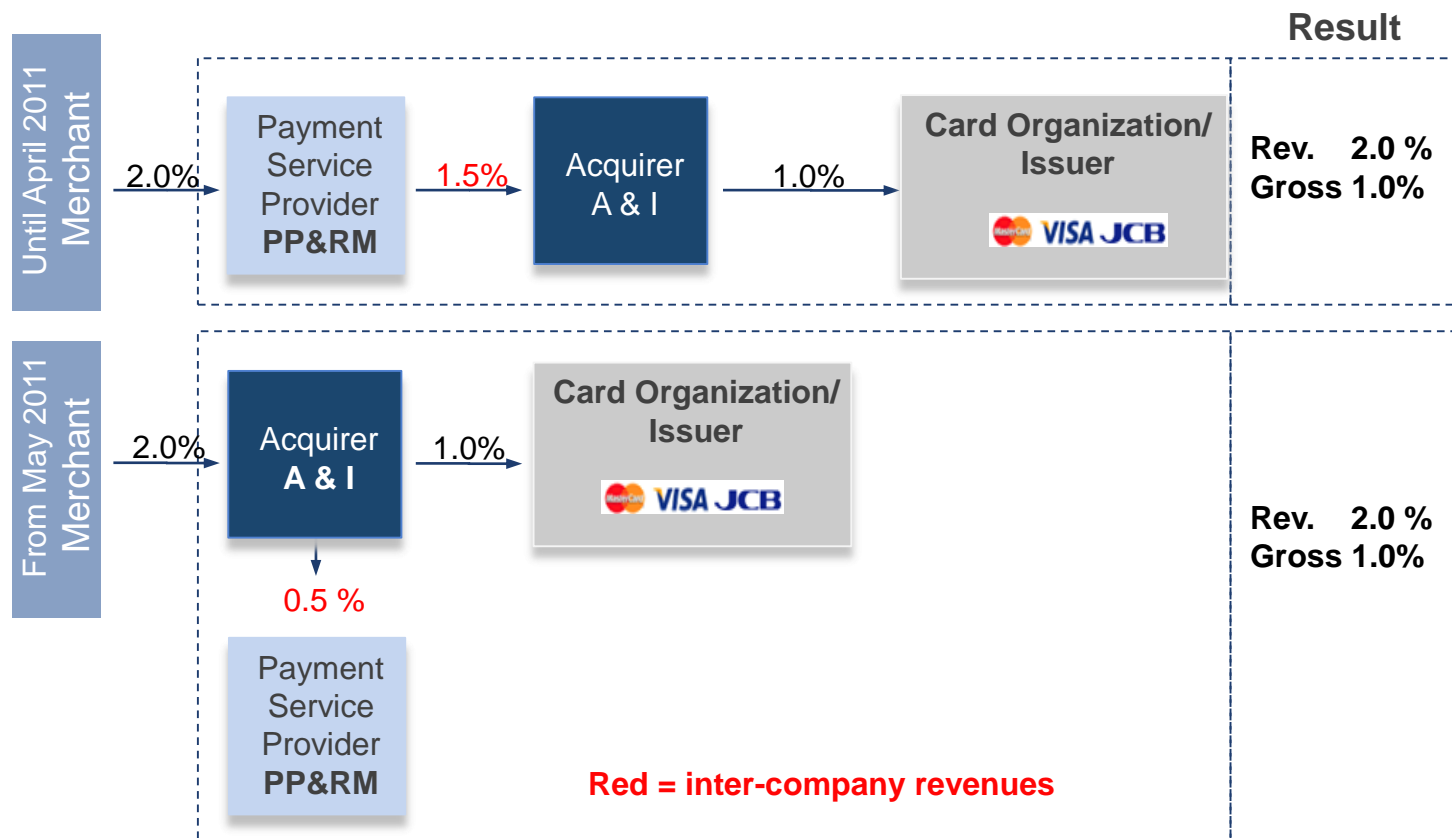 Result
Until April 2011
Merchant
2.0%
Payment
Service
Provider
PP&RM
1.5%
Acquirer
A & I
1.0%
Card Organization/
Issuer
MasterCard VISA JCB
Rev. 2.0 %
Gross 1.0%
From May 2011
Merchant
2.0%
Acquirer
A & I
1.0%
Card Organization/
Issuer
MasterCard VISA JCB
Rev. 2.0 %
Gross 1.0%
0.5 %
Payment
Service
Provider
PP&RM
Red = inter-company revenues